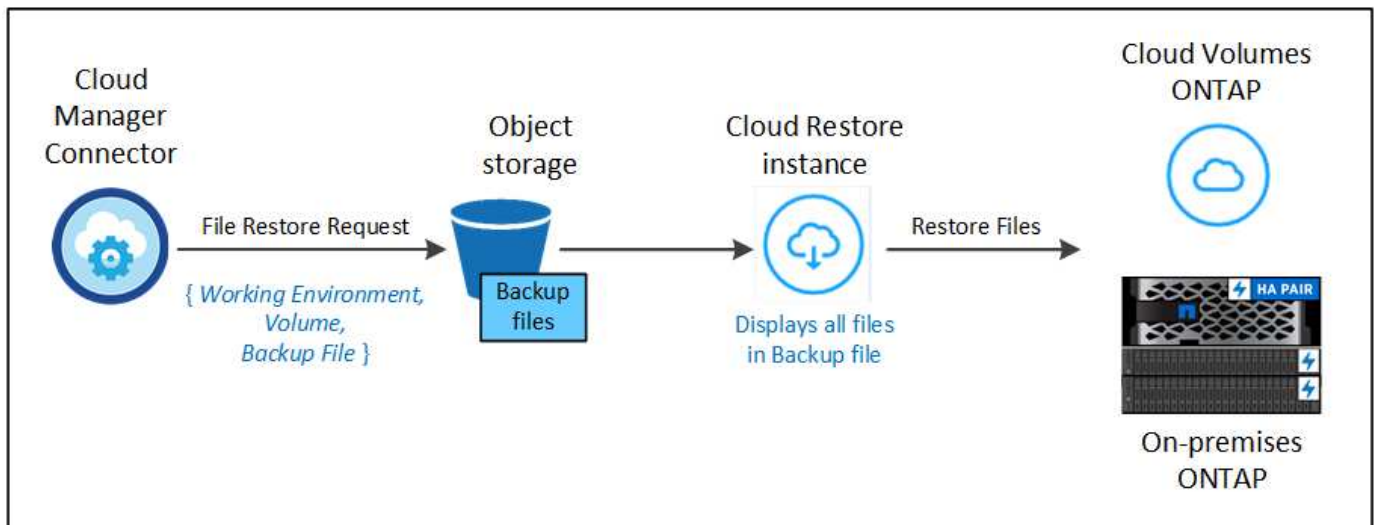 Cloud
Manager
Connector
File Restore Request
{ Working Environment,
Volume,
Backup File }
Object
storage
Backup
files
Cloud Restore
instance
Displays all files
in Backup file
Restore Files
Cloud Volumes
ONTAP
HA PAIR
On-premises
ONTAP